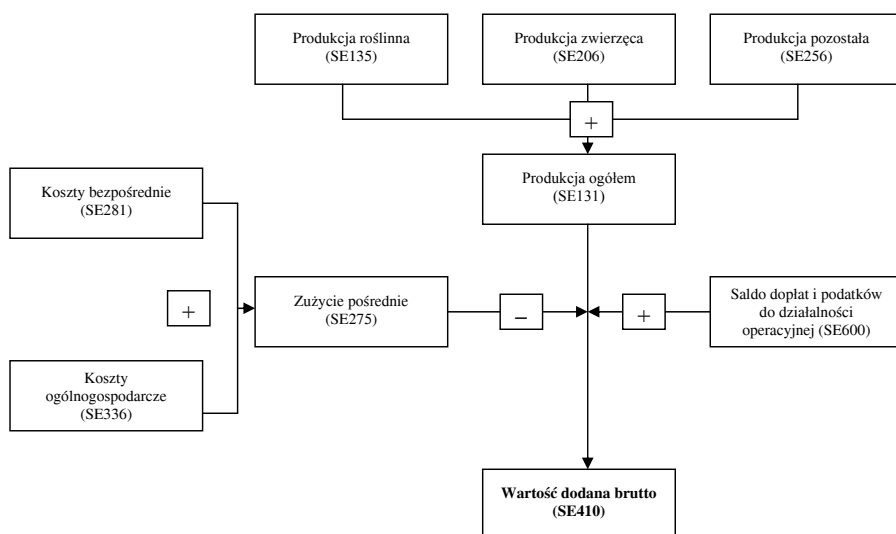 Produkcja roślinna
(SE135)
Produkcja zwierzęca
(SE206)
Produkcja pozostała
(SE256)
+
Produkcja ogółem
(SE131)
Koszty bezpośrednie
(SE281)
+
Zużycie pośrednie
(SE275)
–
+
Saldo dopłat i podatków
do działalności
operacyjnej (SE600)
Koszty
ogólnogospodarcze
(SE336)
Wartość dodana brutto
(SE410)